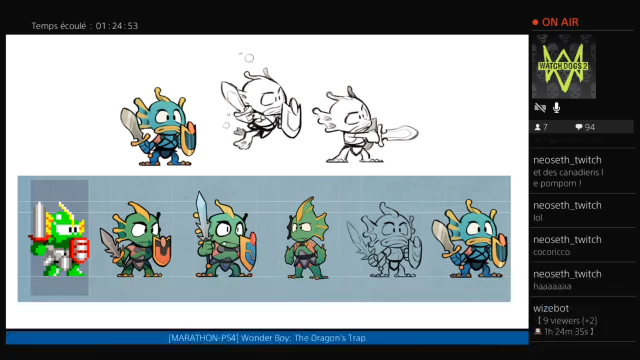 Temps écoulé : 01:24:53
ON AIR
WATCH DOGS 2
7
94
neoseth_twitch
et des canadiens l
e pompom !
neoseth_twitch
lol
neoseth_twitch
cocoricco
neoseth_twitch
haaaaaa
wizebot
【 9 viewers (+2)
1h 24m 35s 】
[MARATHON-PS4] Wonder Boy: The Dragon's Trap